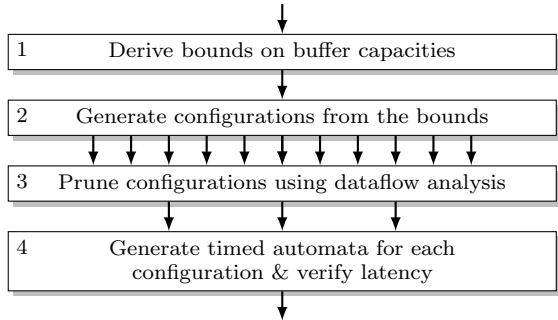 1 Derive bounds on buffer capacities
2 Generate configurations from the bounds
3 Prune configurations using dataflow analysis
4 Generate timed automata for each
configuration & verify latency